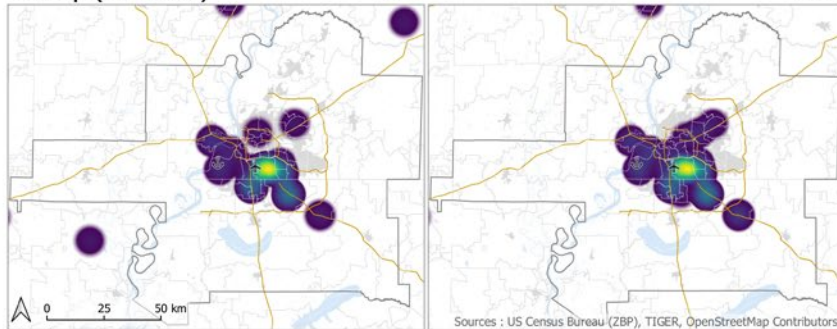 0 25 50 km
Sources : US Census Bureau (ZBP), TIGER, OpenStreetMap Contributors